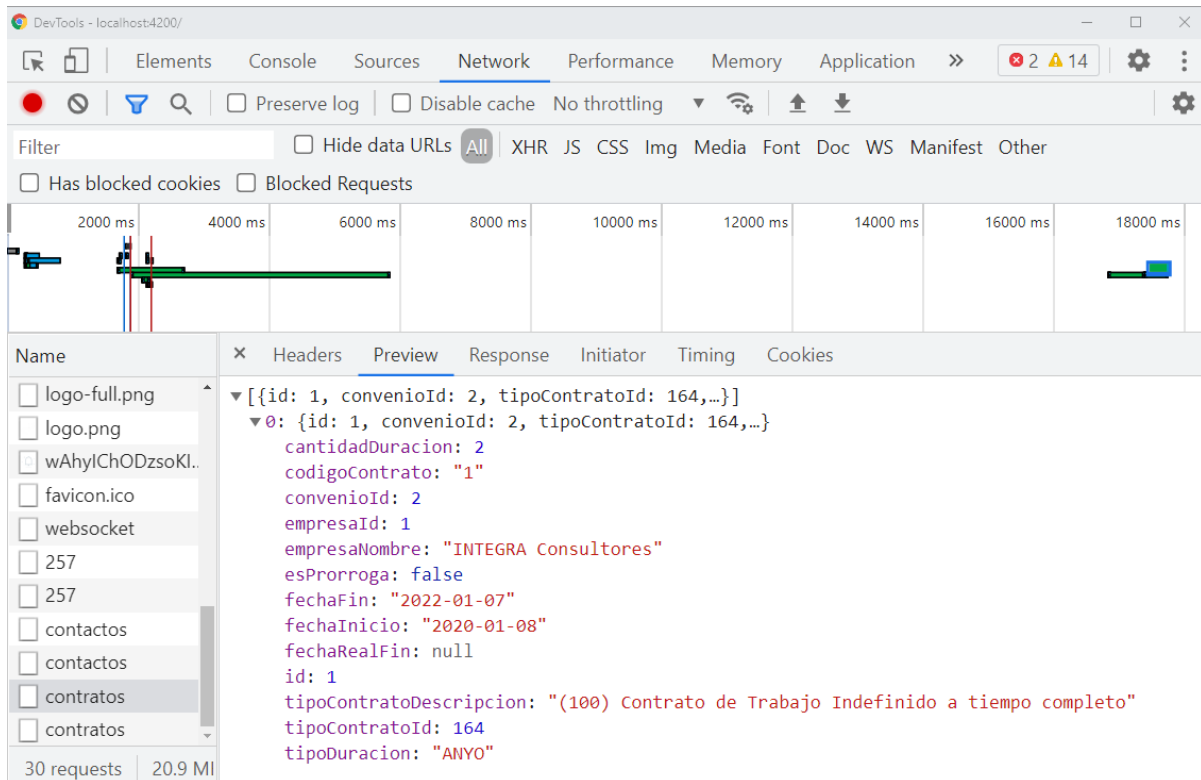 DevTools - localhost:4200/
Elements Console Sources Network Performance Memory Application » 2 14
Preserve log Disable cache No throttling
Filter Hide data URLs All XHR JS CSS Img Media Font Doc WS Manifest Other
Has blocked cookies Blocked Requests
2000 ms 4000 ms 6000 ms 8000 ms 10000 ms 12000 ms 14000 ms 16000 ms 18000 ms
Name
logo-full.png
logo.png
wAhyIChODzsoKI..
favicon.ico
websocket
257
257
contactos
contactos
contratos
contratos
30 requests 20.9 MI
× Headers Preview Response Initiator Timing Cookies
▼[{id: 1, convenioId: 2, tipoContratoId: 164,…}]
▼0: {id: 1, convenioId: 2, tipoContratoId: 164,…}
cantidadDuracion: 2
codigoContrato: "1"
convenioId: 2
empresaId: 1
empresaNombre: "INTEGRA Consultores"
esProrroga: false
fechaFin: "2022-01-07"
fechaInicio: "2020-01-08"
fechaRealFin: null
id: 1
tipoContratoDescripcion: "(100) Contrato de Trabajo Indefinido a tiempo completo"
tipoContratoId: 164
tipoDuracion: "ANYO"